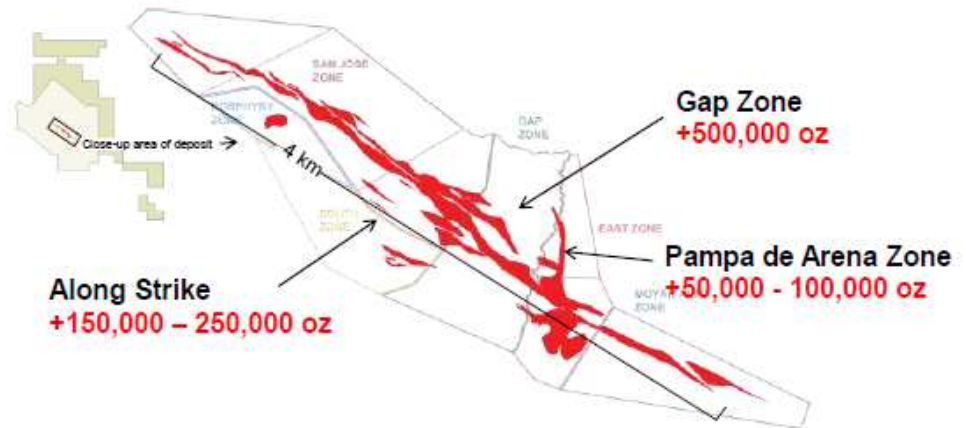 SAN JOSE
ZONE
PORPHYRY
ZONE
GAP
ZONE
Gap Zone
+500,000 oz
Close-up area of deposit
4 km
SOUTH
ZONE
EAST ZONE
Pampa de Arena Zone
+50,000 - 100,000 oz
ZONE
Along Strike
+150,000 – 250,000 oz